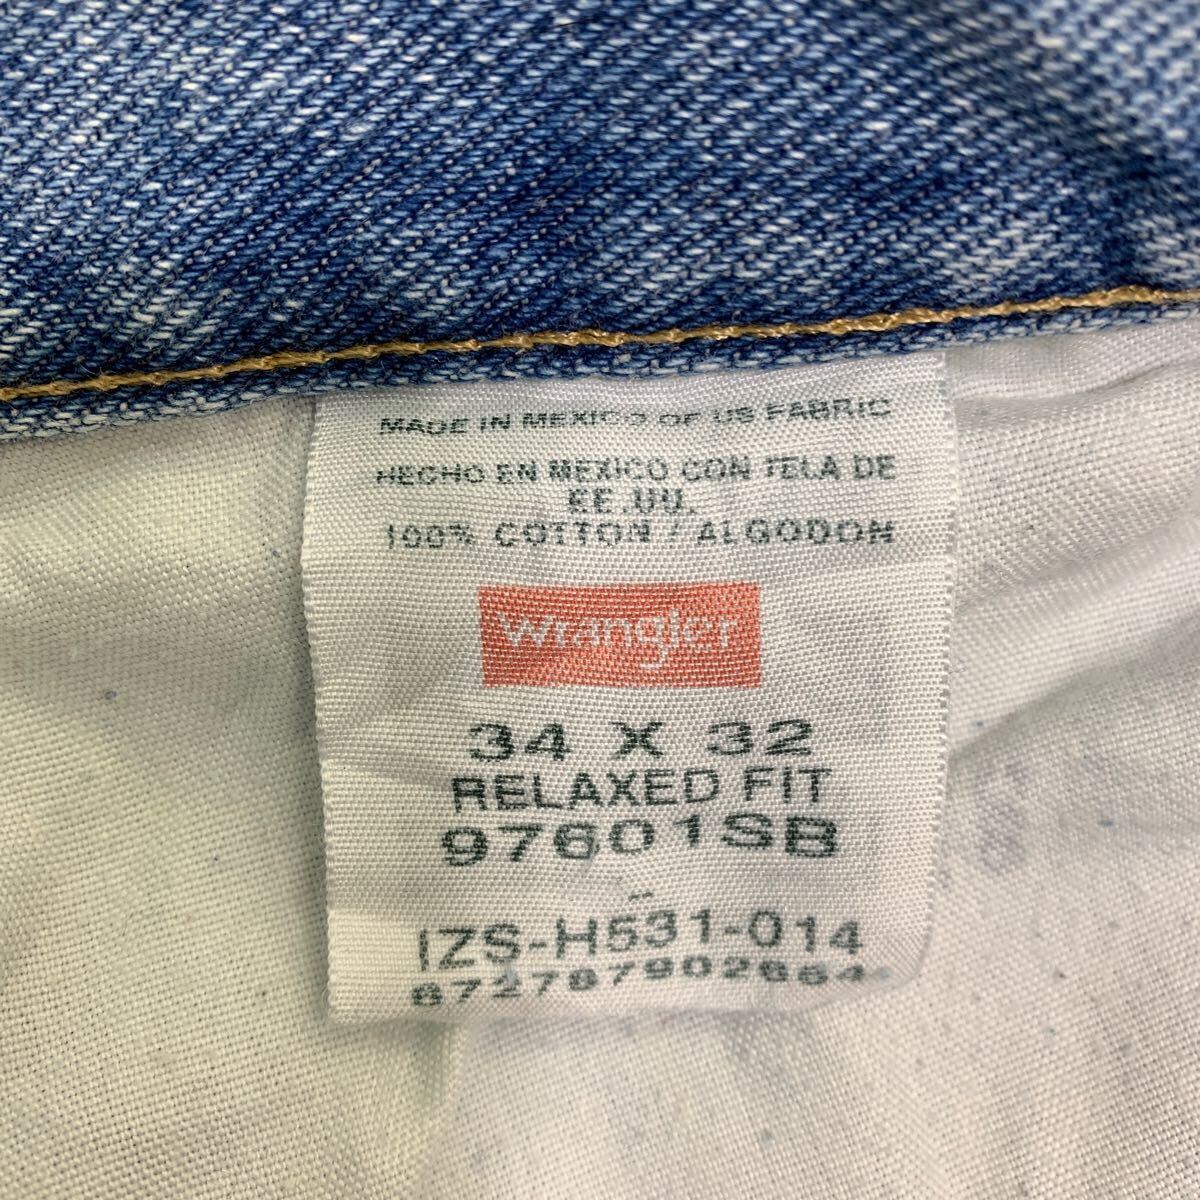 MADE IN MEXICO OF US FABRIC
HECHO EN MEXICO CON TELA DE
EE.UU.
100% COTTON / ALGODON
Wrangler
34 X 32
RELAXED FIT
97601SB
--
IZS-H531-014